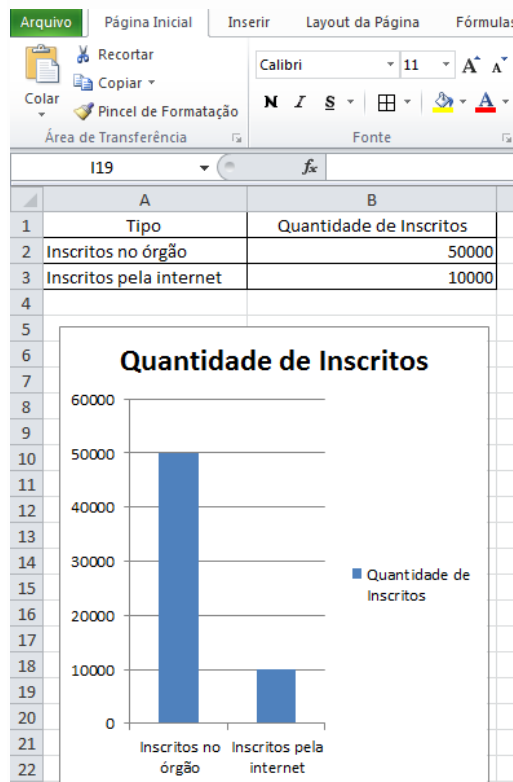 Arquivo Página Inicial Inserir Layout da Página Fórmulas
Recortar
Copiar
Colar
Pincel de Formatação
Área de Transferência
Calibri 11 A A
N I S A
Fonte
I19 fx
A B
1 Tipo Quantidade de Inscritos
2 Inscritos no órgão 50000
3 Inscritos pela internet 10000
4
5
6
7
8
9
10
11
12
13
14
15
16
17
18
19
20
21
22
Quantidade de Inscritos
60000
50000
40000
30000
20000
10000
0
Inscritos no
órgão
Inscritos pela
internet
Quantidade de
Inscritos